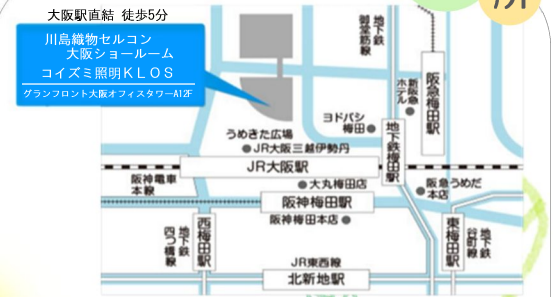 大阪駅直結 徒歩5分
川島織物セルコン
大阪ショールーム
コイズミ照明KLOS
グランフロント大阪オフィスタワーA12F
地下鉄
御堂筋線
新阪急
ホテル
阪急梅田駅
ヨドバシ
梅田
うめきた広場
JR大阪三越伊勢丹
地下鉄梅田駅
JR大阪駅
阪神電車
本線
大丸梅田店
阪急うめだ
本店
阪神梅田駅
阪神梅田本店
地下鉄
四つ橋線
西梅田駅
東梅田駅
地下鉄
谷町線
JR東西線
北新地駅